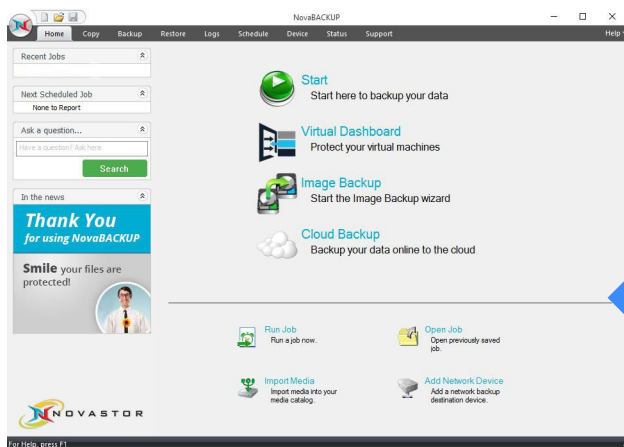 NovaBACKUP
Home Copy Backup Restore Logs Schedule Device Status Support Help
Recent Jobs
Next Scheduled Job
None to Report
Ask a question...
Have a question? Ask here
Search
In the news
Thank You
for using NovaBACKUP
Smile your files are
protected!
NOVASTOR
Start
Start here to backup your data
Virtual Dashboard
Protect your virtual machines
Image Backup
Start the Image Backup wizard
Cloud Backup
Backup your data online to the cloud
Run Job
Run a job now.
Open Job
Open previously saved
job.
Import Media
Import media into your
media catalog.
Add Network Device
Add a network backup
destination device.
For Help, press F1